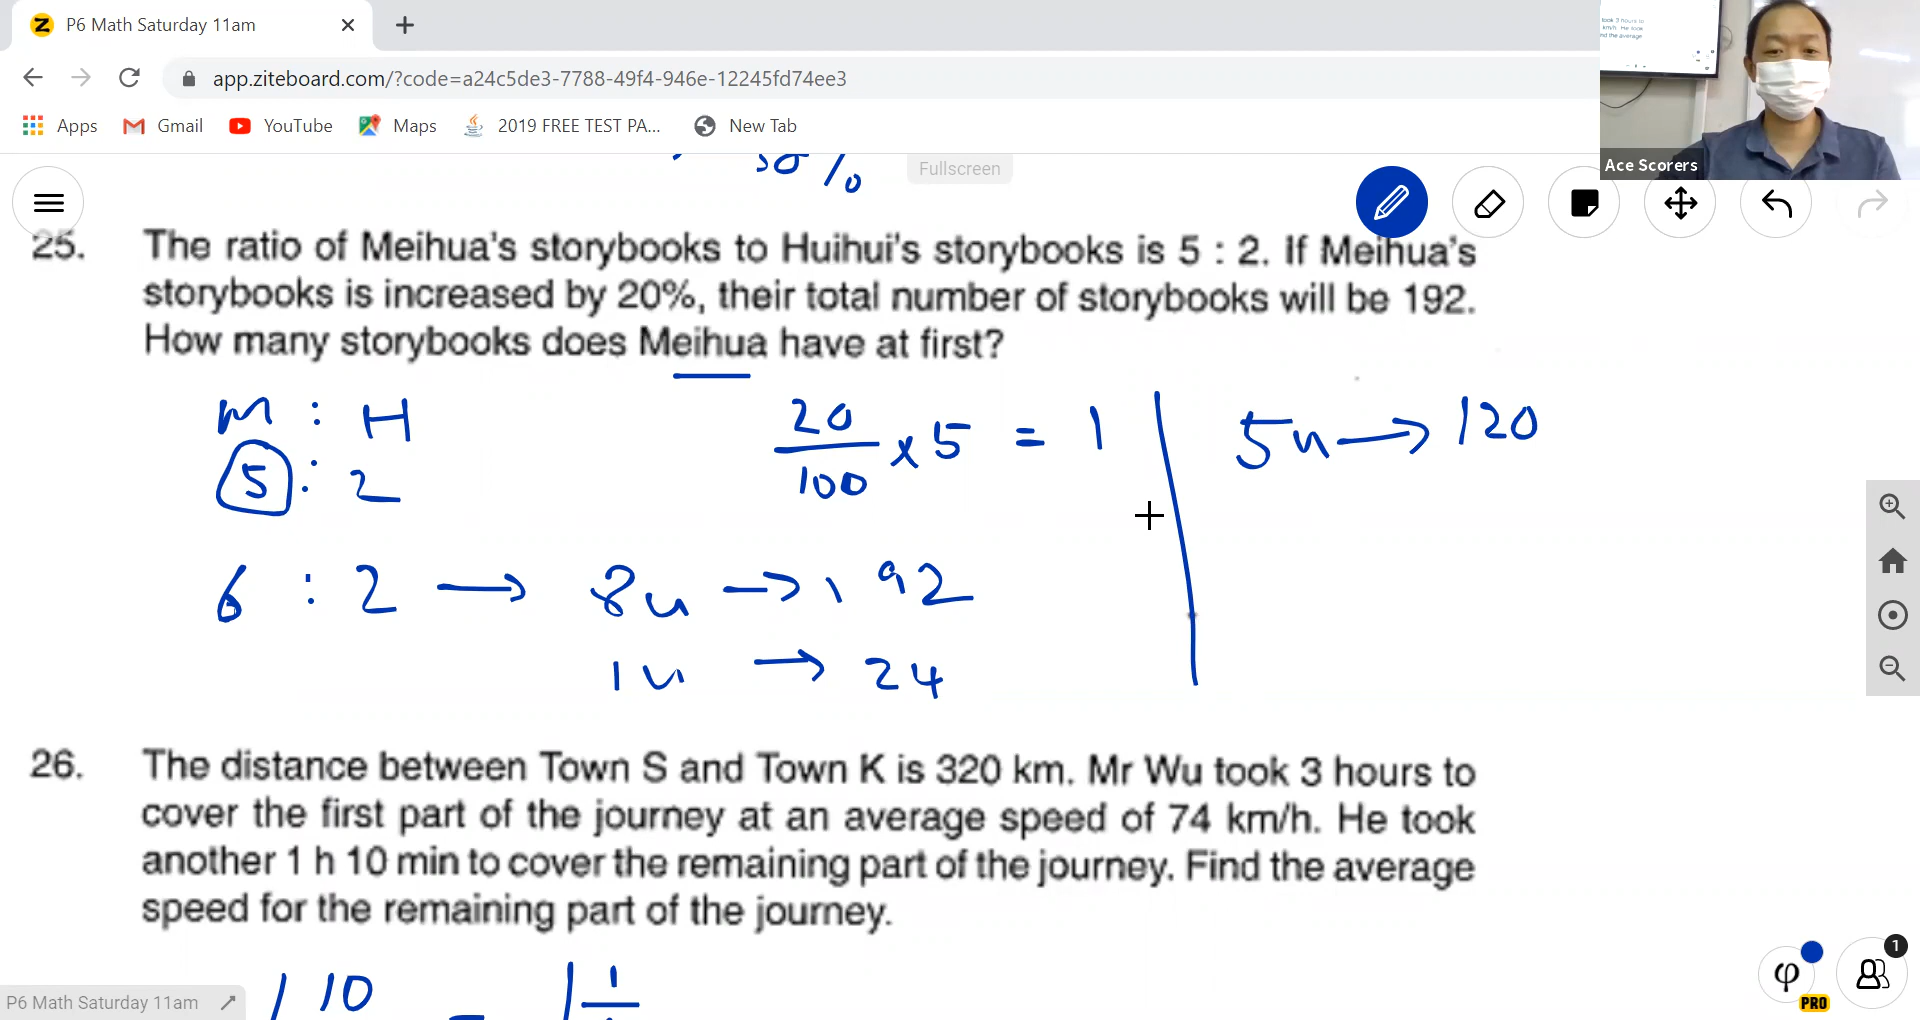 P6 Math Saturday 11am
app.ziteboard.com/?code=a24c5de3-7788-49f4-946e-12245fd74ee3
Apps Gmail YouTube Maps 2019 FREE TEST PA... New Tab
Ace Scorers
Fullscreen
25. The ratio of Meihua's storybooks to Huihui's storybooks is 5 : 2. If Meihua's
storybooks is increased by 20%, their total number of storybooks will be 192.
How many storybooks does Meihua have at first?
M : H
5 : 2
20/100 × 5 = 1
5u → 120
6 : 2 → 8u → 192
1u → 24
26. The distance between Town S and Town K is 320 km. Mr Wu took 3 hours to
cover the first part of the journey at an average speed of 74 km/h. He took
another 1 h 10 min to cover the remaining part of the journey. Find the average
speed for the remaining part of the journey.
1 10
P6 Math Saturday 11am
φ PRO
1